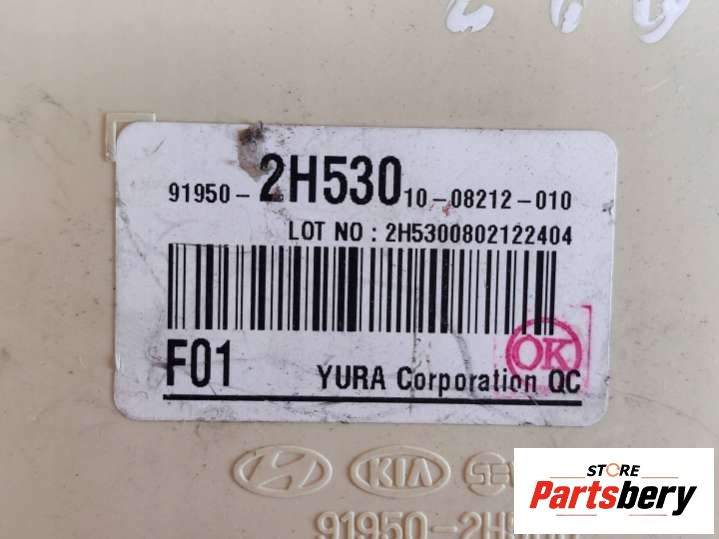 91950- 2H530 10-08212-010
LOT NO : 2H5300802122404
F01
YURA Corporation QC
OK
KIA
STORE
Partsbery